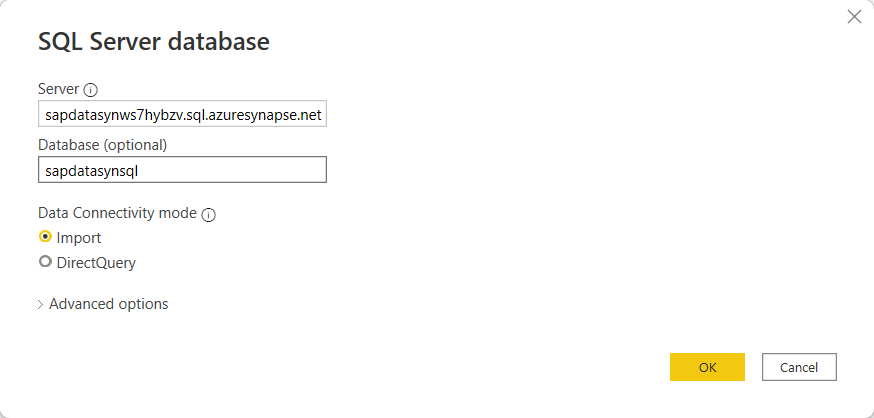 SQL Server database
Server
sapdatasynws7hybzv.sql.azuresynapse.net
Database (optional)
sapdatasynsql
Data Connectivity mode
Import
DirectQuery
Advanced options
OK
Cancel